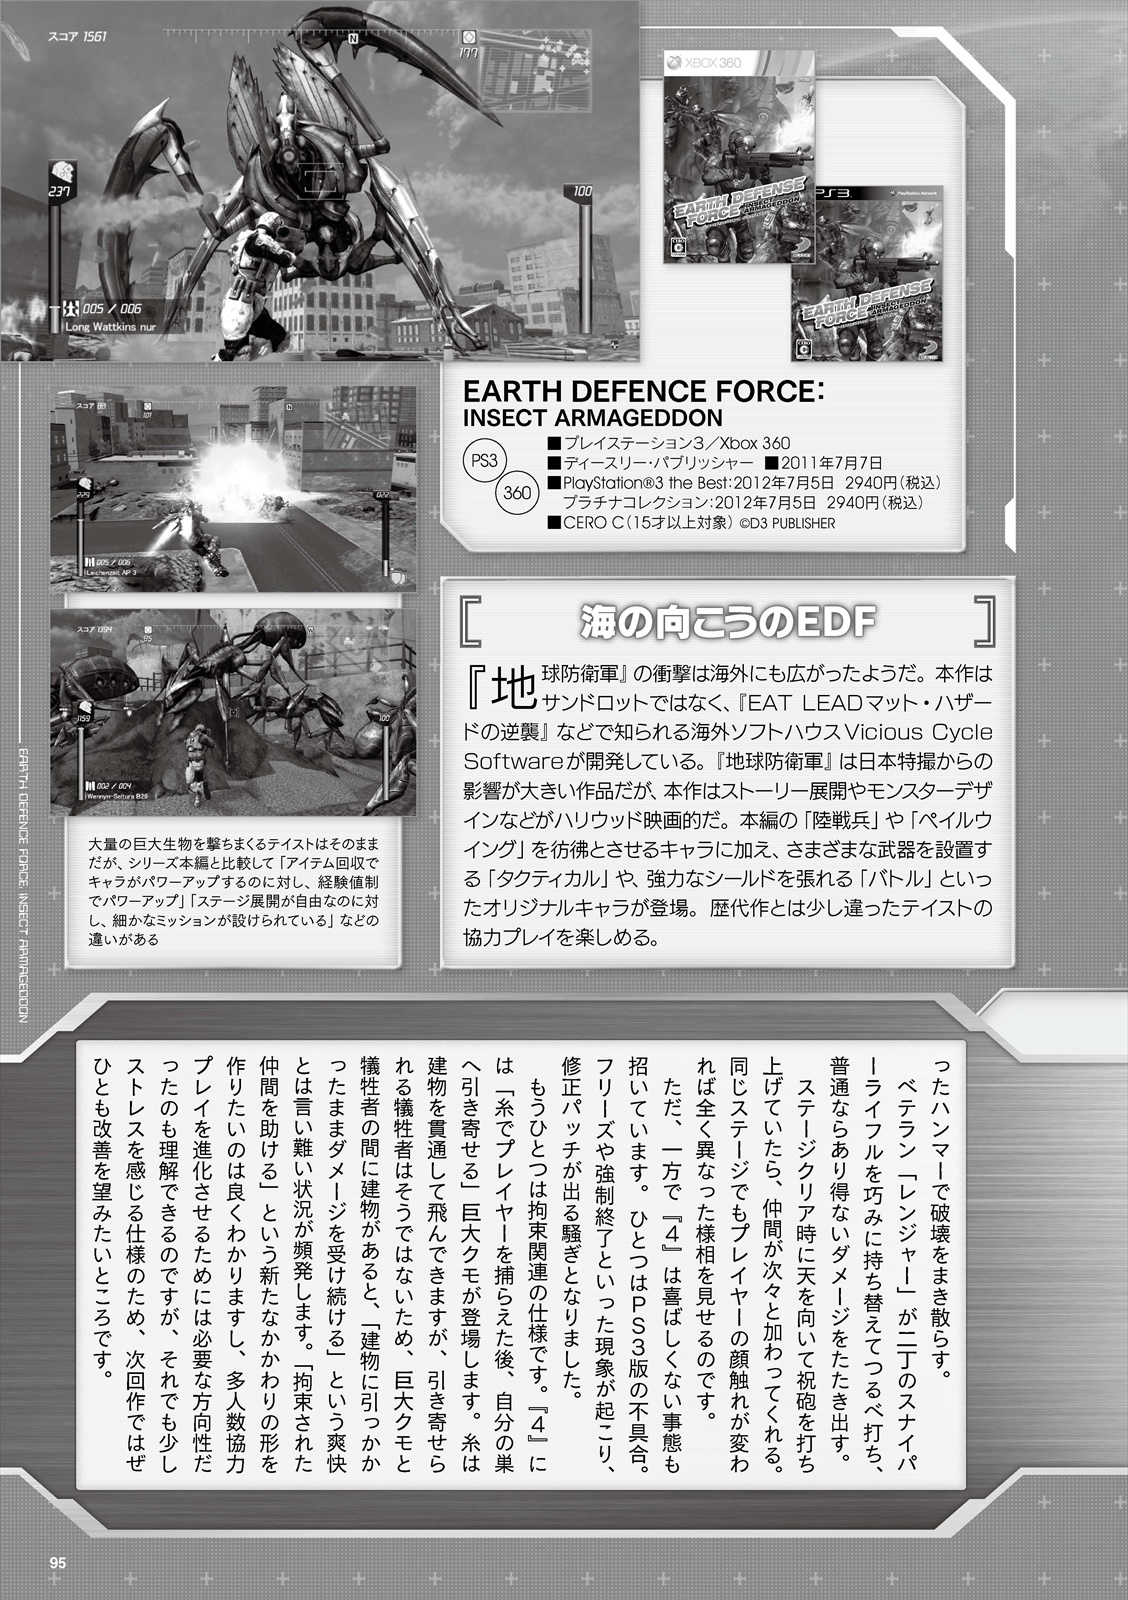 スコア 1561
N
177
237
100
005 / 006
Long Wattkins nur
XBOX 360
EARTH DEFENSE
FORCE INSECT ARMAGEDDON
PS3
PlayStation Network
EARTH DEFENSE
FORCE INSECT ARMAGEDDON
スコア 88
101
N
229
022
005 / 006
Leichenzeit AP 3
スコア 1394
85
1159
100
002 / 004
Wennyn-Seltura B29
大量の巨大生物を撃ちまくるテイストはそのまま
だが、シリーズ本編と比較して「アイテム回収で
キャラがパワーアップするのに対し、経験値制
でパワーアップ」「ステージ展開が自由なのに対
し、細かなミッションが設けられている」などの
違いがある
EARTH DEFENCE FORCE:
INSECT ARMAGEDDON
PS3
360
■プレイステーション3／Xbox 360
■ディースリー・パブリッシャー ■2011年7月7日
■PlayStation®3 the Best：2012年7月5日 2940円（税込）
プラチナコレクション：2012年7月5日 2940円（税込）
■CERO C（15才以上対象） ©D3 PUBLISHER
海の向こうのEDF
『地球防衛軍』の衝撃は海外にも広がったようだ。本作は
サンドロットではなく、『EAT LEADマット・ハザー
ドの逆襲』などで知られる海外ソフトハウスVicious Cycle
Softwareが開発している。『地球防衛軍』は日本特撮からの
影響が大きい作品だが、本作はストーリー展開やモンスターデザ
インなどがハリウッド映画的だ。本編の「陸戦兵」や「ペイルウ
イング」を彷彿とさせるキャラに加え、さまざまな武器を設置す
る「タクティカル」や、強力なシールドを張れる「バトル」といっ
たオリジナルキャラが登場。歴代作とは少し違ったテイストの
協力プレイを楽しめる。
EARTH DEFENCE FORCE: INSECT ARMAGEDDON
ったハンマーで破壊をまき散らす。
ベテラン「レンジャー」が二丁のスナイパ
ーライフルを巧みに持ち替えてつるべ打ち、
普通ならあり得ないダメージをたたき出す。
ステージクリア時に天を向いて祝砲を打ち
上げていたら、仲間が次々と加わってくれる。
同じステージでもプレイヤーの顔触れが変わ
れば全く異なった様相を見せるのです。
ただ、一方で『4』は喜ばしくない事態も
招いています。ひとつはPS3版の不具合。
フリーズや強制終了といった現象が起こり、
修正パッチが出る騒ぎとなりました。
もうひとつは拘束関連の仕様です。『4』に
は「糸でプレイヤーを捕らえた後、自分の巣
へ引き寄せる」巨大クモが登場します。糸は
建物を貫通して飛んできますが、引き寄せら
れる犠牲者はそうではないため、巨大クモと
犠牲者の間に建物があると、「建物に引っかか
ったままダメージを受け続ける」という爽快
とは言い難い状況が頻発します。「拘束された
仲間を助ける」という新たなかかわりの形を
作りたいのは良くわかりますし、多人数協力
プレイを進化させるためには必要な方向性だ
ったのも理解できるのですが、それでも少し
ストレスを感じる仕様のため、次回作ではぜ
ひとも改善を望みたいところです。
95